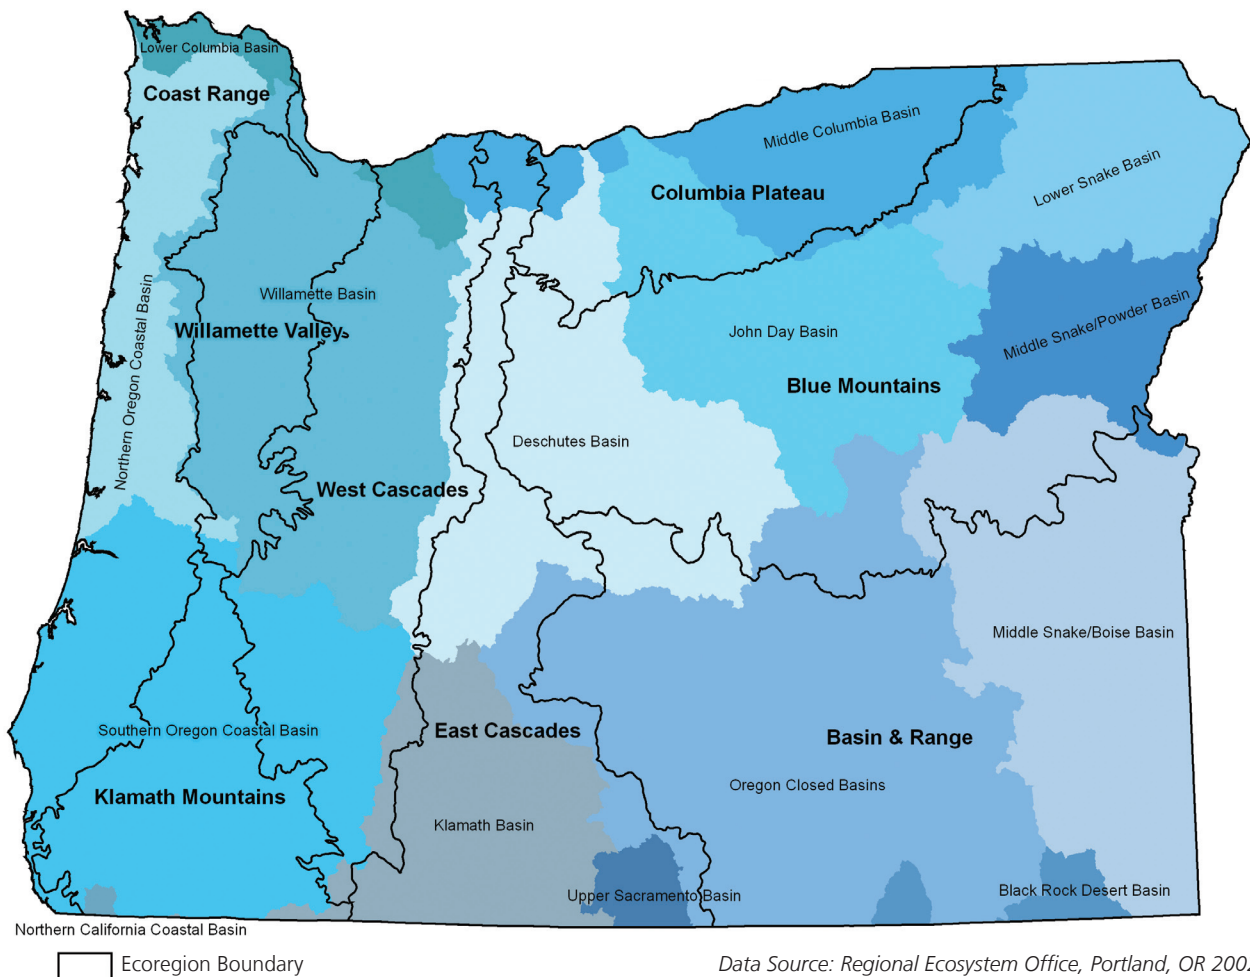 Lower Columbia Basin
Coast Range
Middle Columbia Basin
Lower Snake Basin
Columbia Plateau
Northern Oregon Coastal Basin
Willamette Basin
Willamette Valley
John Day Basin
Middle Snake/Powder Basin
Blue Mountains
Deschutes Basin
West Cascades
Middle Snake/Boise Basin
Southern Oregon Coastal Basin
East Cascades
Basin & Range
Klamath Mountains
Oregon Closed Basins
Klamath Basin
Upper Sacramento Basin
Black Rock Desert Basin
Northern California Coastal Basin
Ecoregion Boundary
Data Source: Regional Ecosystem Office, Portland, OR